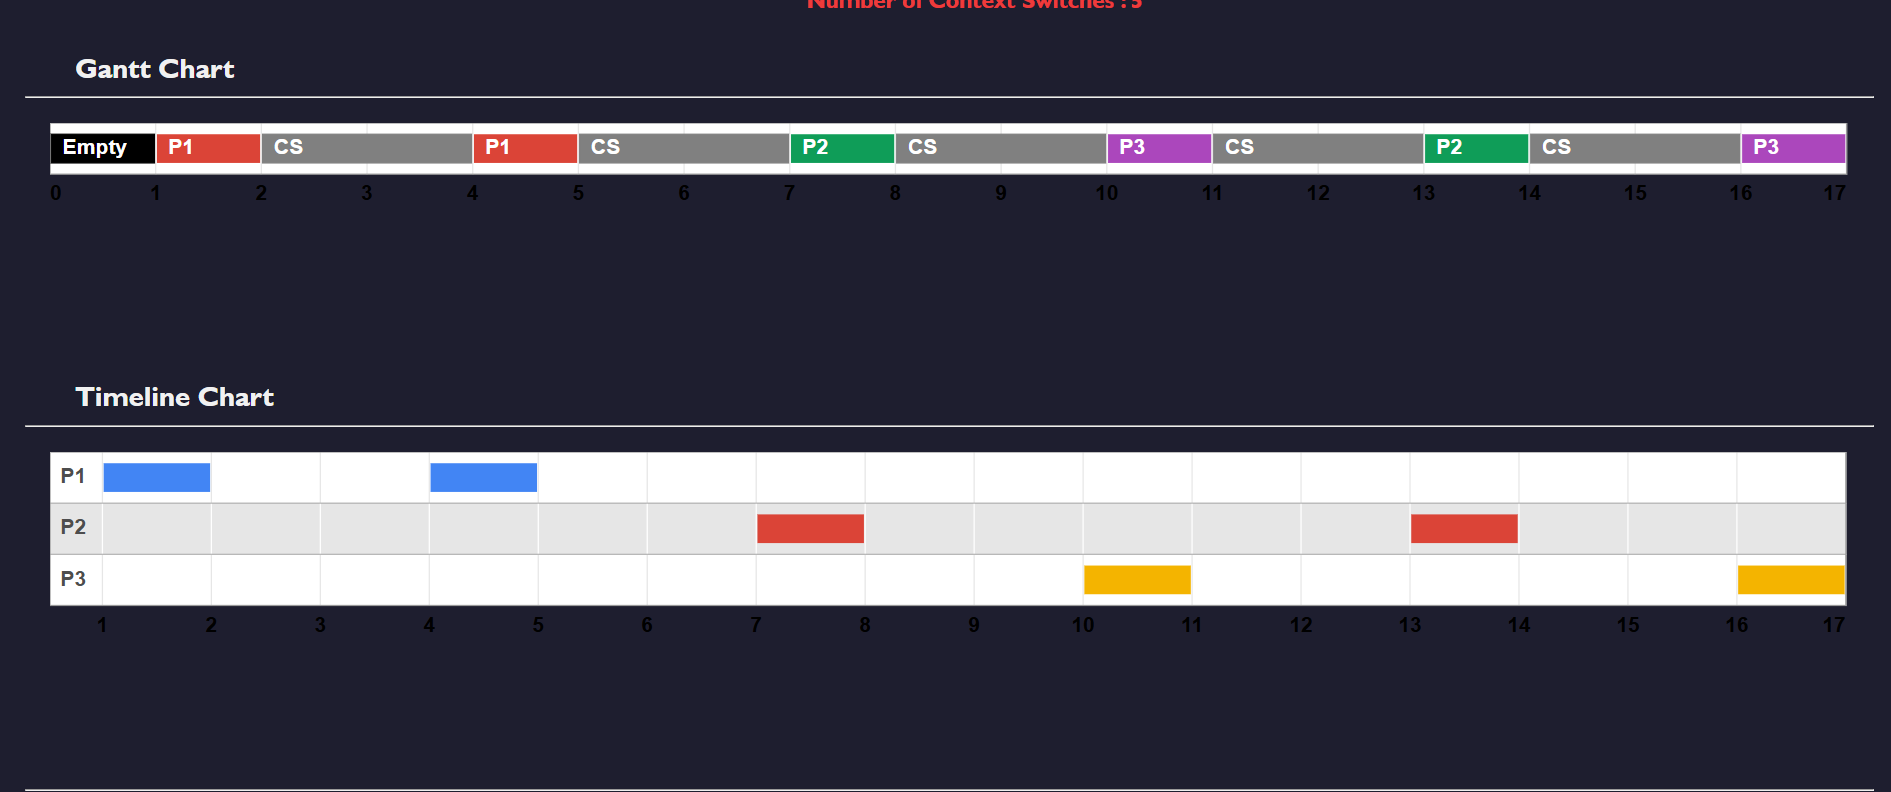 Number of Context Switches : 5
Gantt Chart
Empty P1 CS P1 CS P2 CS P3 CS P2 CS P3
0 1 2 3 4 5 6 7 8 9 10 11 12 13 14 15 16 17
Timeline Chart
P1
P2
P3
1 2 3 4 5 6 7 8 9 10 11 12 13 14 15 16 17